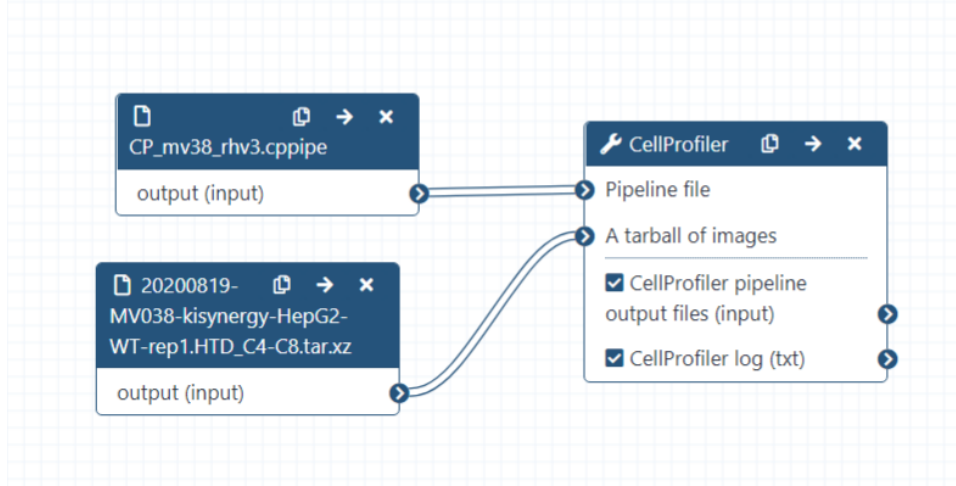 CP_mv38_rhv3.cppipe
output (input)
20200819-
MV038-kisynergy-HepG2-
WT-rep1.HTD_C4-C8.tar.xz
output (input)
CellProfiler
Pipeline file
A tarball of images
CellProfiler pipeline
output files (input)
CellProfiler log (txt)